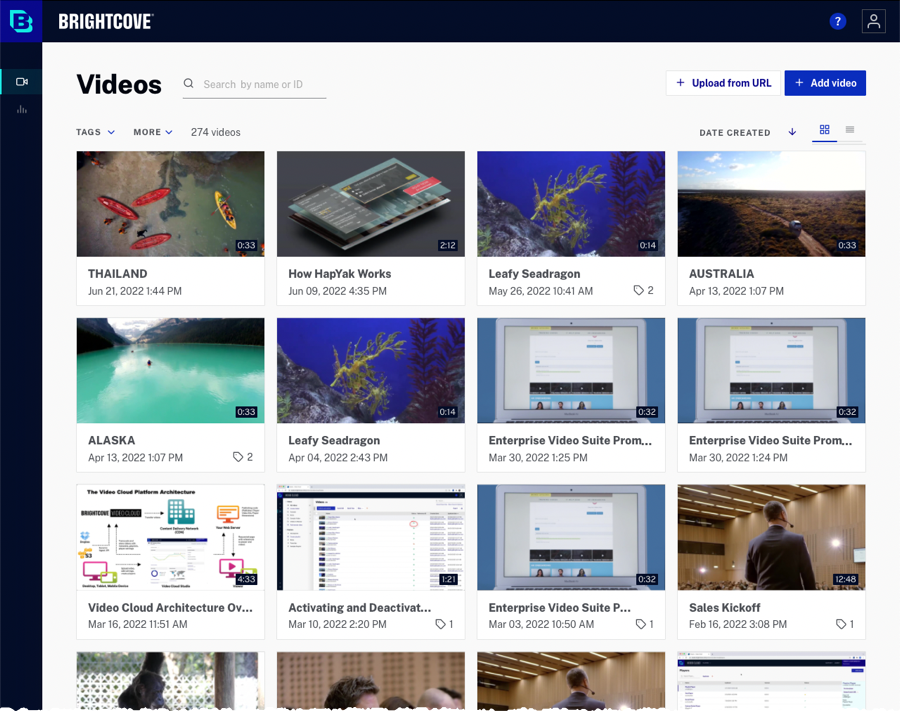 BRIGHTCOVE
?
Videos
Search by name or ID
+ Upload from URL
+ Add video
TAGS
MORE
274 videos
DATE CREATED
0:33
2:12
0:14
0:33
THAILAND
How HapYak Works
Leafy Seadragon
AUSTRALIA
Jun 21, 2022 1:44 PM
Jun 09, 2022 4:35 PM
May 26, 2022 10:41 AM
2
Apr 13, 2022 1:07 PM
0:33
0:14
0:32
0:32
ALASKA
Leafy Seadragon
Enterprise Video Suite Prom...
Enterprise Video Suite Prom...
Apr 13, 2022 1:07 PM
2
Apr 04, 2022 2:43 PM
Mar 30, 2022 1:25 PM
Mar 30, 2022 1:24 PM
The Video Cloud Platform Architecture
BRIGHTCOVE VIDEOCLOUD
Content Delivery Network
(CDN)
Your Web Server
Desktop, Tablet, Mobile Device
Video Cloud Studio
4:33
1:21
0:32
12:48
Video Cloud Architecture Ov...
Activating and Deactivat...
Enterprise Video Suite P...
Sales Kickoff
Mar 16, 2022 11:51 AM
Mar 10, 2022 2:20 PM
1
Mar 03, 2022 10:50 AM
1
Feb 16, 2022 3:08 PM
1